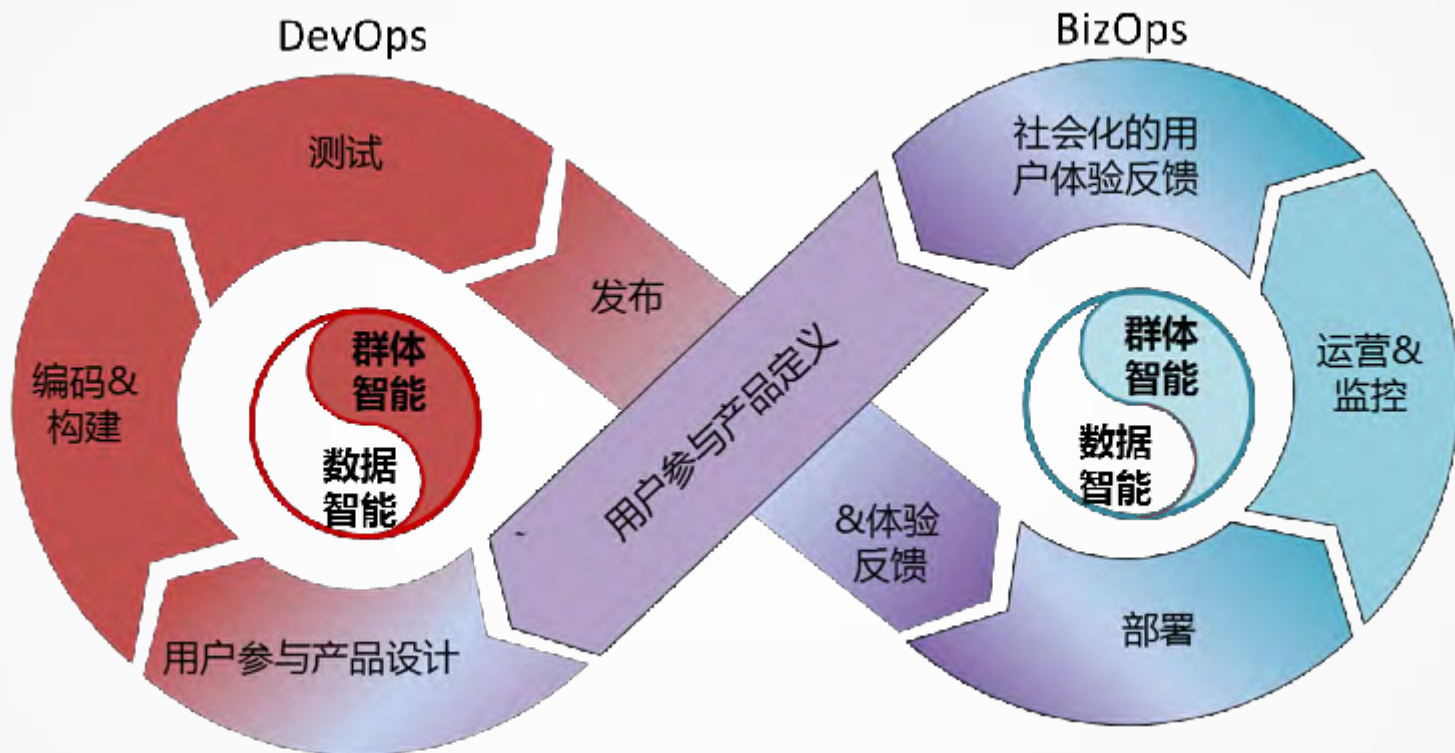 DevOps
BizOps
测试
发布
编码&
构建
群体
智能
数据
智能
用户参与产品设计
用户参与产品定义
社会化的用
户体验反馈
运营&
监控
群体
智能
数据
智能
&体验
反馈
部署